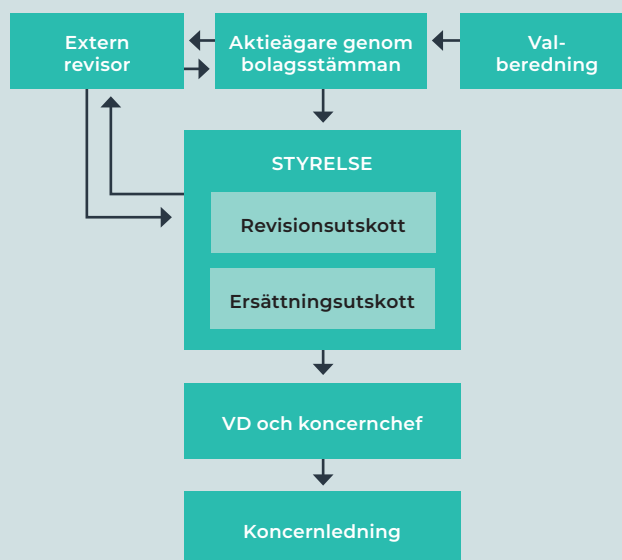 Extern
revisor
Aktieägare genom
bolagsstämman
Val-
beredning
STYRELSE
Revisionsutskott
Ersättningsutskott
VD och koncernchef
Koncernledning